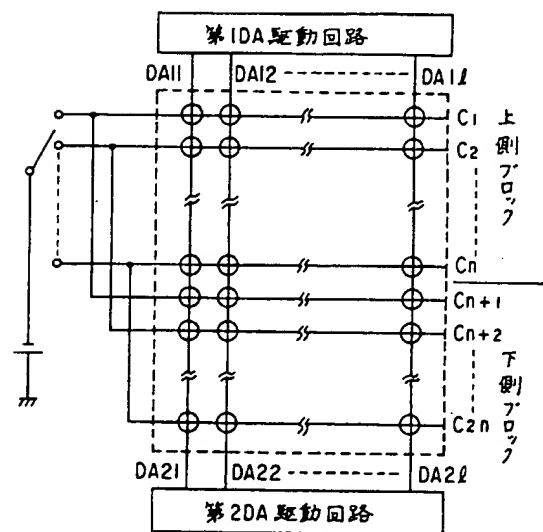 第1DA駆動回路
DA11 DA12 DA1ℓ
C1
C2
上側ブロック
Cn
Cn+1
Cn+2
下側ブロック
C2n
DA21 DA22 DA2ℓ
第2DA駆動回路